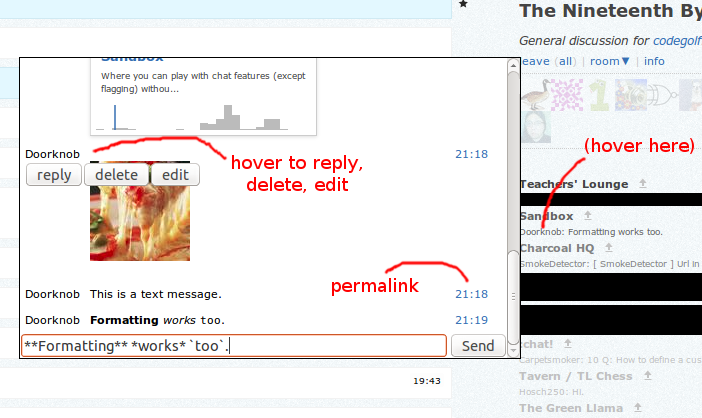 The Nineteenth By
General discussion for codegolf
leave (all) | room▼ | info
Sandbox
Where you can play with chat features (except
flagging) withou...
Doorknob
21:18
hover to reply,
delete, edit
reply
delete
edit
(hover here)
Teachers' Lounge
Sandbox
Doorknob: Formatting works too.
Charcoal HQ
SmokeDetector: [ SmokeDetector ] Url in
permalink
Doorknob
This is a text message.
21:18
Doorknob
Formatting works too.
21:19
**Formatting** *works* `too`.
Send
chat!
Carpetsmoker: 10 Q: How to define a cus
19:43
Tavern / TL Chess
Hosch250: Hi.
The Green Llama